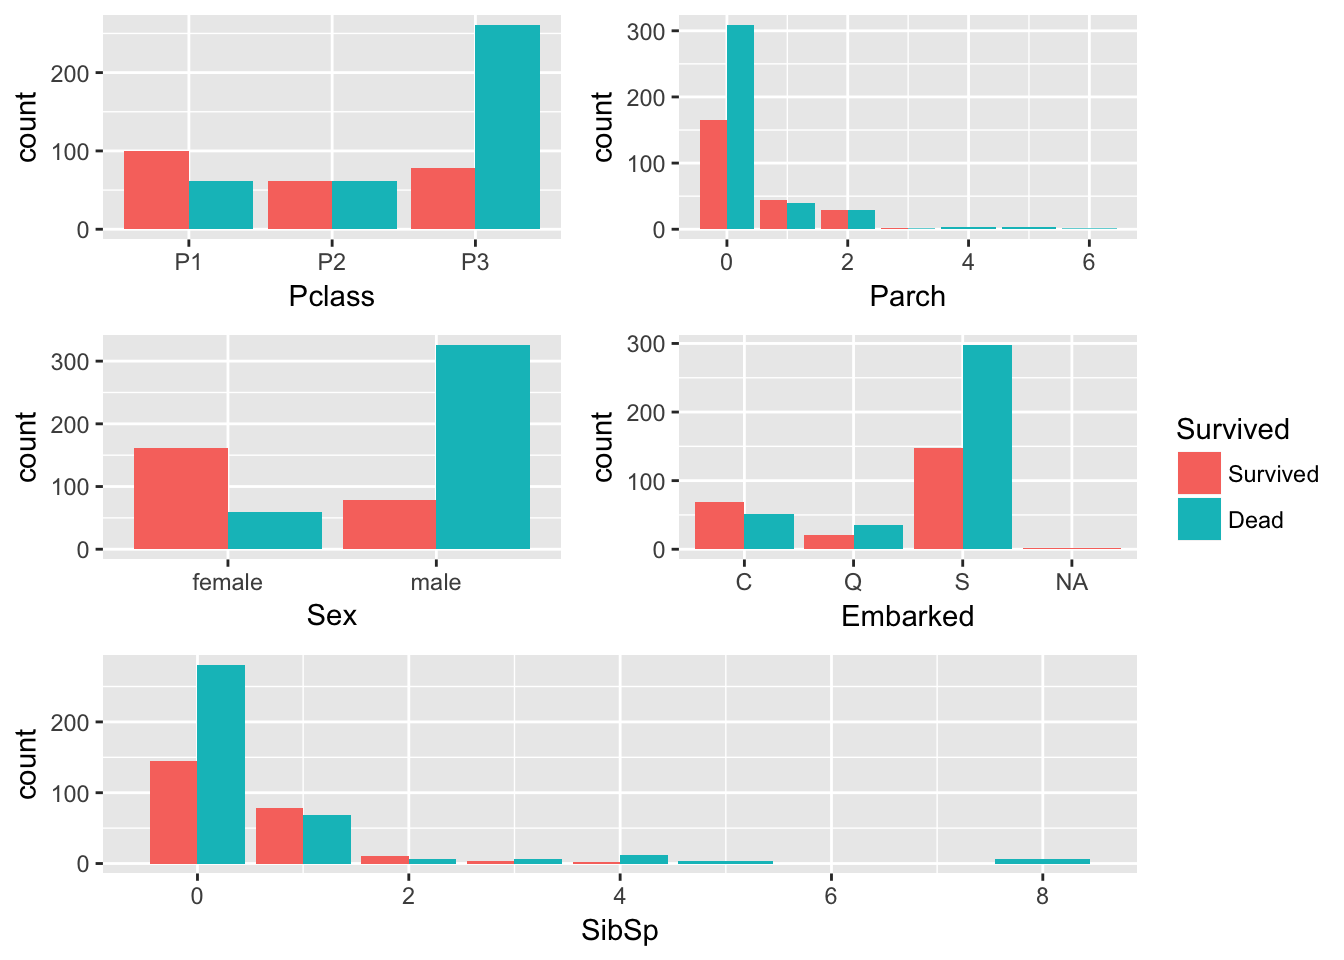 count
200
100
0
P1 P2 P3
Pclass
count
300
200
100
0
0 2 4 6
Parch
count
300
200
100
0
female male
Sex
count
300
200
100
0
C Q S NA
Embarked
Survived
Survived
Dead
count
200
100
0
0 2 4 6 8
SibSp